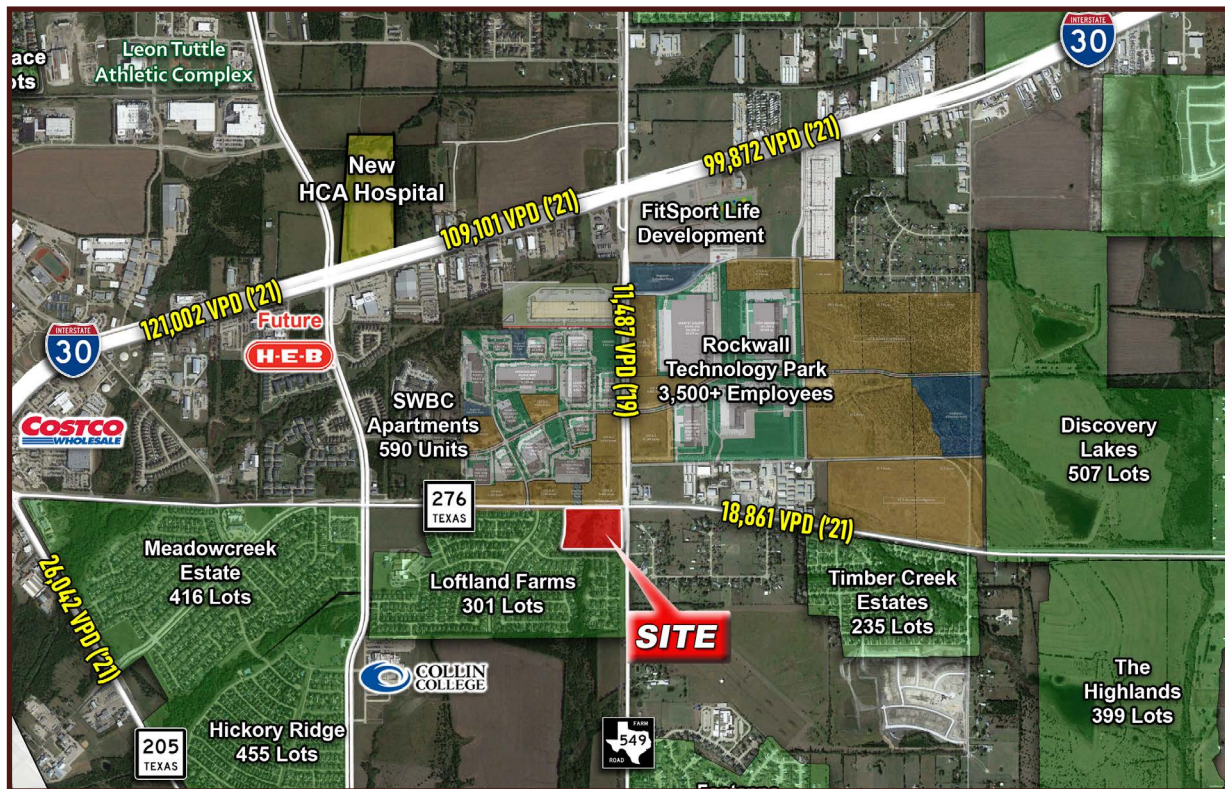 INTERSTATE
30
Leon Tuttle
Athletic Complex
ace
ots
New
HCA Hospital
99,872 VPD ('21)
109,101 VPD ('21)
FitSport Life
Development
121,002 VPD ('21)
Future
H-E-B
INTERSTATE
30
11,487 VPD ('19)
Rockwall
Technology Park
3,500+ Employees
SWBC
Apartments
590 Units
COSTCO
WHOLESALE
Discovery
Lakes
507 Lots
276
TEXAS
18,861 VPD ('21)
Meadowcreek
Estate
416 Lots
Loftland Farms
301 Lots
Timber Creek
Estates
235 Lots
26,042 VPD ('21)
SITE
COLLIN
COLLEGE
The
Highlands
399 Lots
Hickory Ridge
455 Lots
205
TEXAS
FARM
549
ROAD